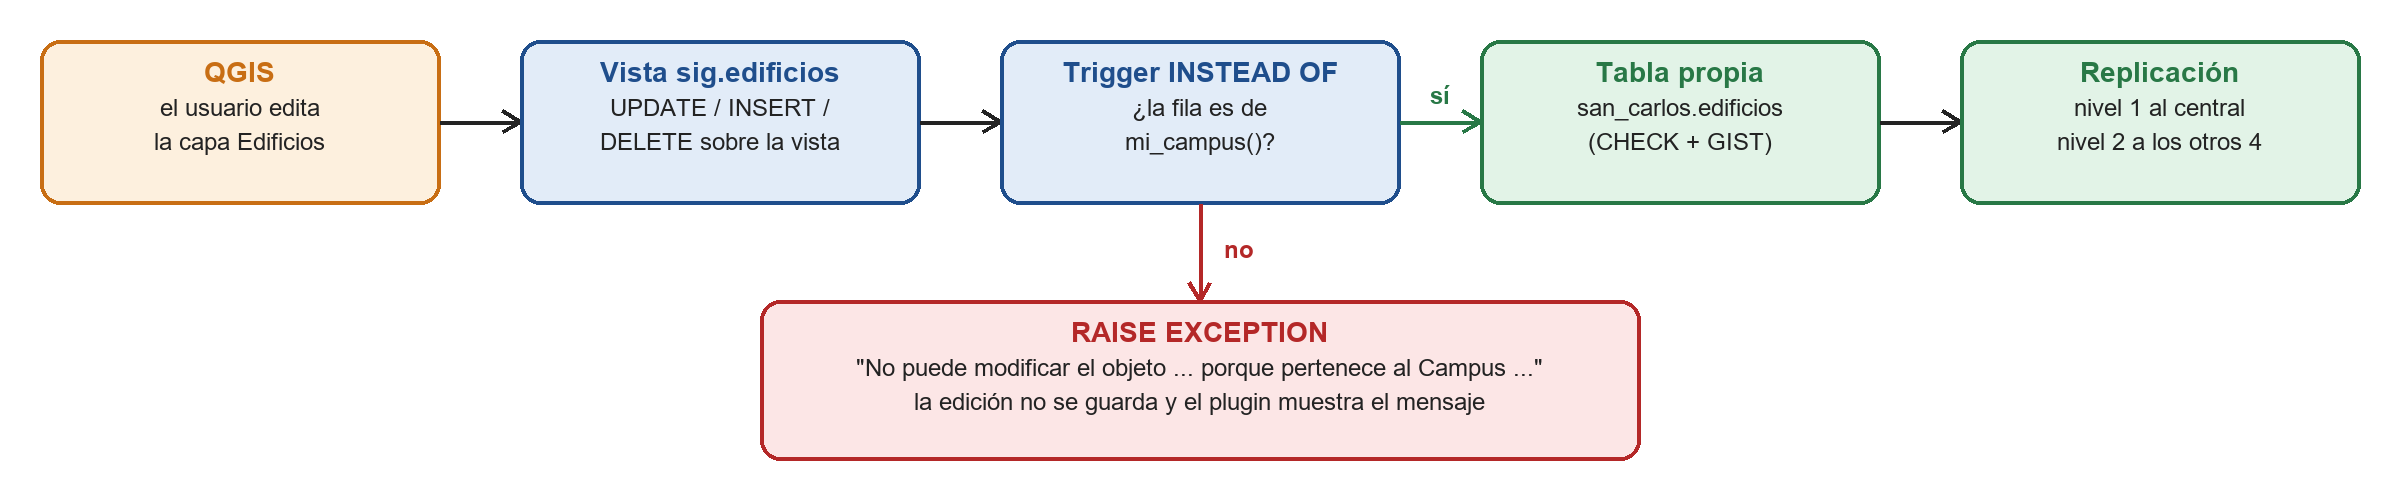 QGIS
el usuario edita
la capa Edificios
Vista sig.edificios
UPDATE / INSERT /
DELETE sobre la vista
Trigger INSTEAD OF
¿la fila es de
mi_campus()?
sí
Tabla propia
san_carlos.edificios
(CHECK + GIST)
Replicación
nivel 1 al central
nivel 2 a los otros 4
no
RAISE EXCEPTION
"No puede modificar el objeto ... porque pertenece al Campus ..."
la edición no se guarda y el plugin muestra el mensaje